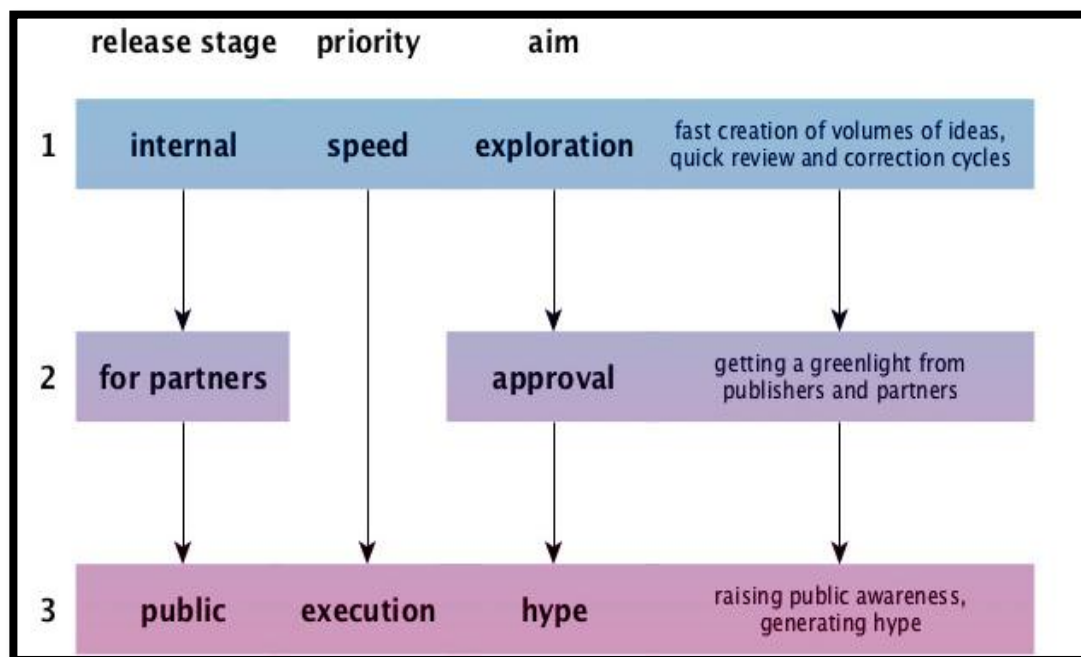 release stage priority aim
1 internal speed exploration fast creation of volumes of ideas,
quick review and correction cycles
2 for partners approval getting a greenlight from
publishers and partners
3 public execution hype raising public awareness,
generating hype